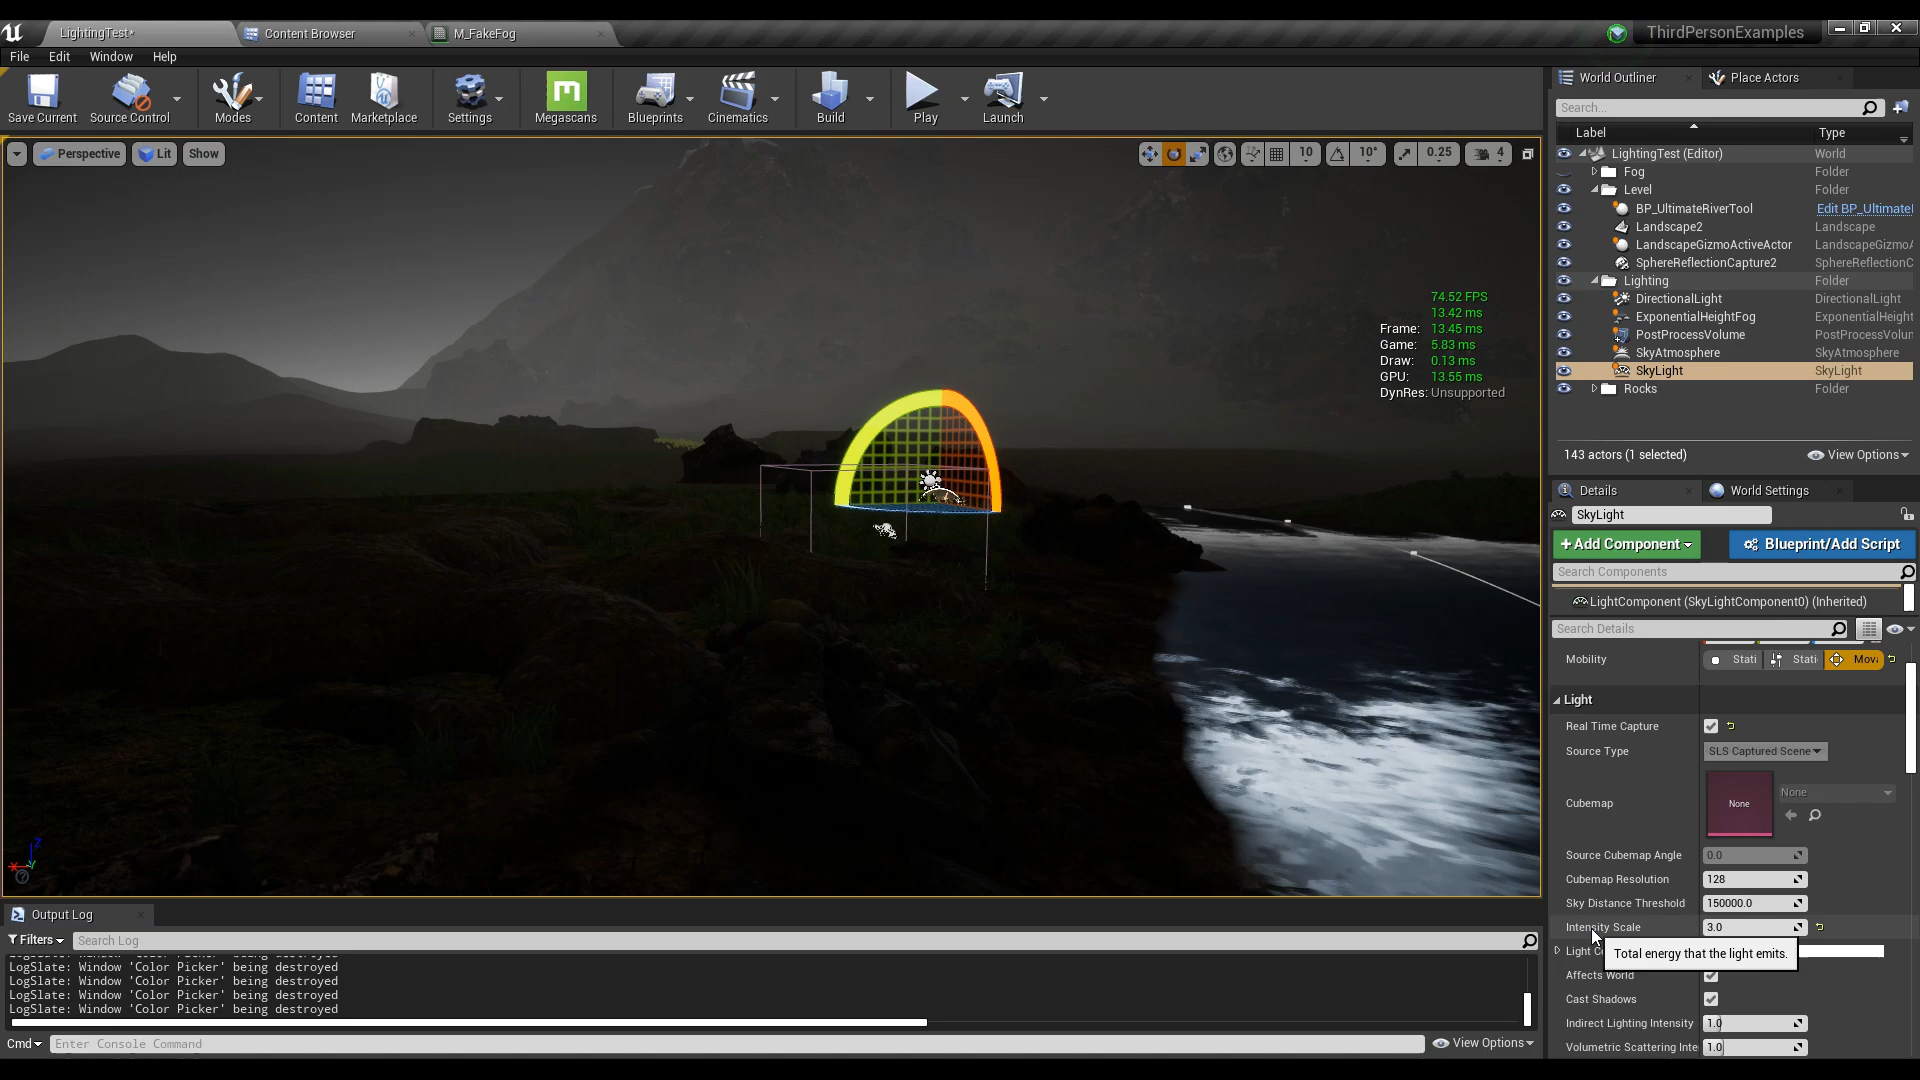 LightingTest*
Content Browser
M_FakeFog
ThirdPersonExamples
File Edit Window Help
Save Current
Source Control
Modes
Content
Marketplace
Settings
Megascans
Blueprints
Cinematics
Build
Play
Launch
Perspective
Lit
Show
10
10°
0.25
4
74.52 FPS
13.42 ms
Frame: 13.45 ms
Game: 5.83 ms
Draw: 0.13 ms
GPU: 13.55 ms
DynRes: Unsupported
World Outliner
Place Actors
Search...
Label Type
LightingTest (Editor) World
Fog Folder
Level Folder
BP_UltimateRiverTool Edit BP_Ultimatel
Landscape2 Landscape
LandscapeGizmoActiveActor LandscapeGizmoA
SphereReflectionCapture2 SphereReflectionC
Lighting Folder
DirectionalLight DirectionalLight
ExponentialHeightFog ExponentialHeight
PostProcessVolume PostProcessVolun
SkyAtmosphere SkyAtmosphere
SkyLight SkyLight
Rocks Folder
143 actors (1 selected)
View Options
Details
World Settings
SkyLight
+Add Component
Blueprint/Add Script
Search Components
LightComponent (SkyLightComponent0) (Inherited)
Search Details
Mobility Stati Stati Mova
Light
Real Time Capture
Source Type SLS Captured Scene
Cubemap None None
Source Cubemap Angle 0.0
Cubemap Resolution 128
Sky Distance Threshold 150000.0
Intensity Scale 3.0
Light C
Total energy that the light emits.
Affects World
Cast Shadows
Indirect Lighting Intensity 1.0
Volumetric Scattering Inte 1.0
Output Log
Filters
Search Log
LogSlate: Window 'Color Picker' being destroyed
LogSlate: Window 'Color Picker' being destroyed
LogSlate: Window 'Color Picker' being destroyed
LogSlate: Window 'Color Picker' being destroyed
Cmd
Enter Console Command
View Options
X
Z